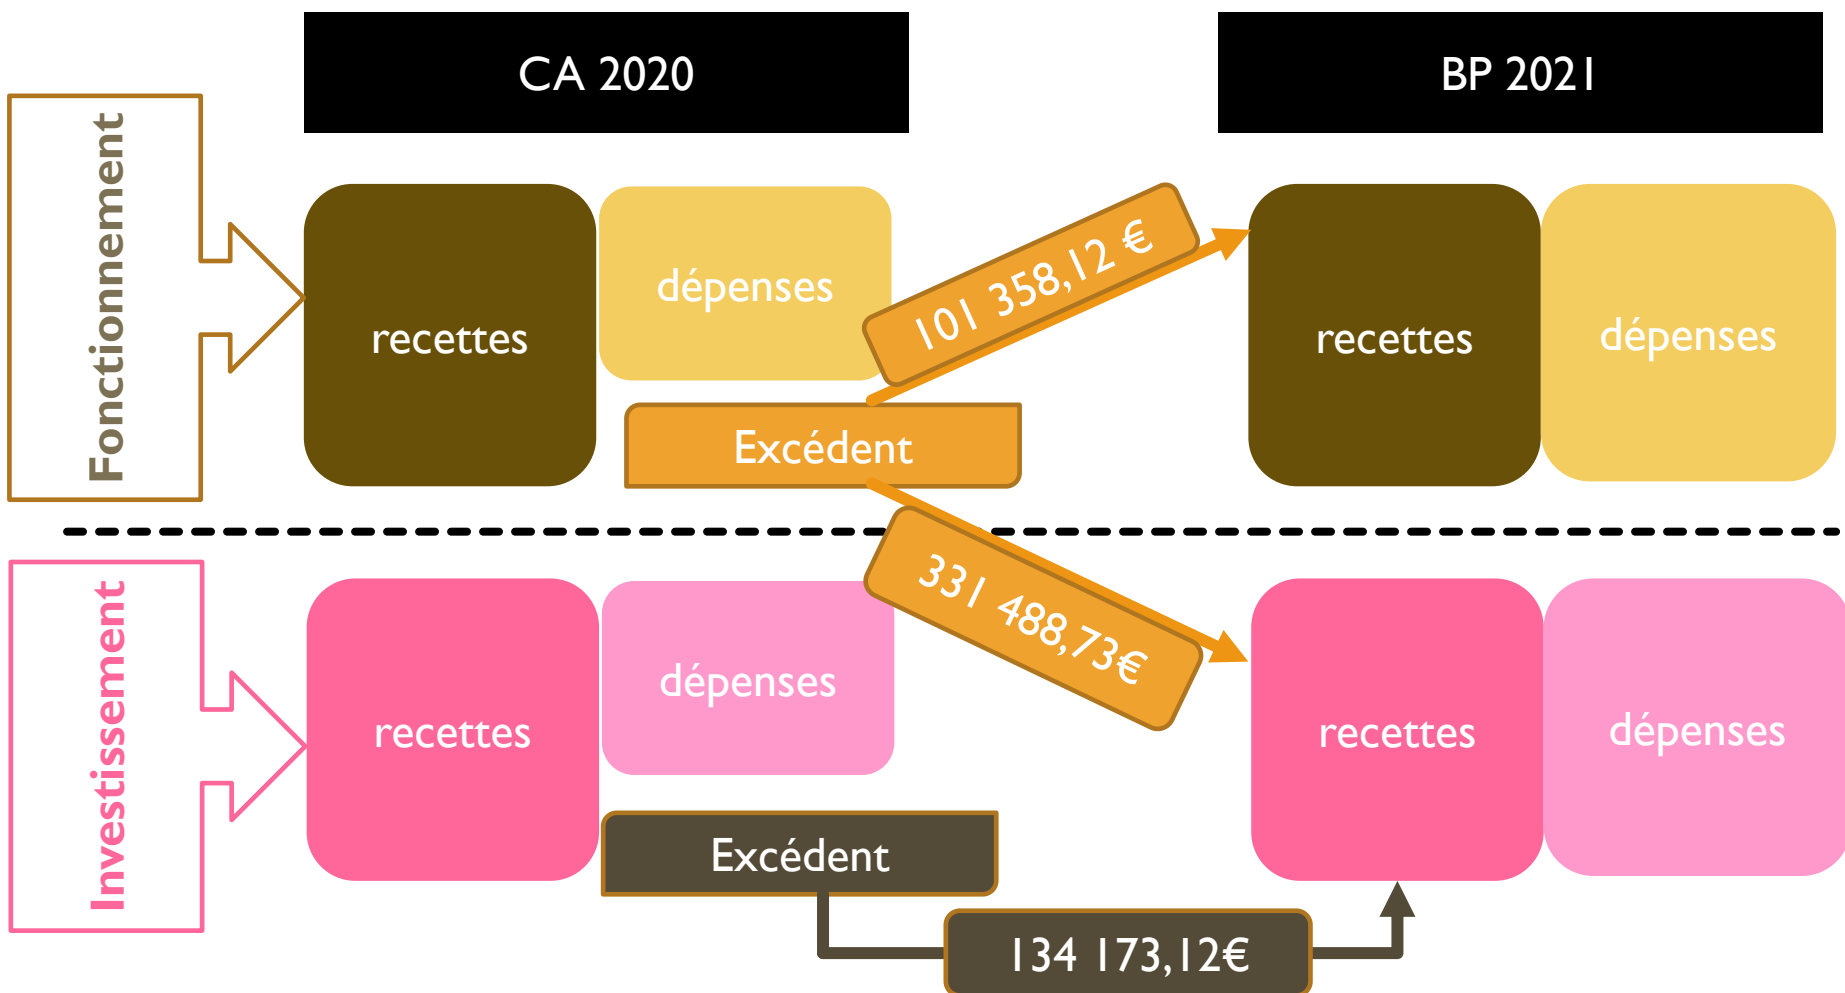 CA 2020
BP 2021
Fonctionnement
recettes
dépenses
Excédent
101 358,12 €
331 488,73€
recettes
dépenses
Investissement
recettes
dépenses
Excédent
134 173,12€
recettes
dépenses